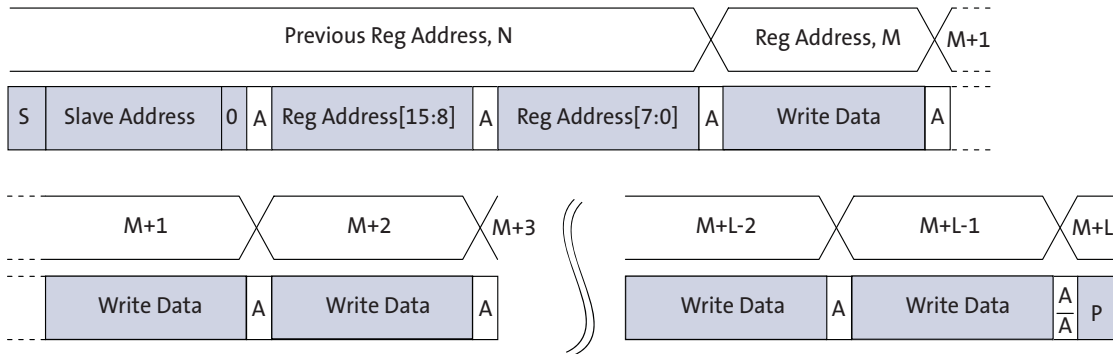 Previous Reg Address, N Reg Address, M M+1
S Slave Address 0 A Reg Address[15:8] A Reg Address[7:0] A Write Data A
M+1 M+2 M+3 M+L-2 M+L-1 M+L
Write Data A Write Data A Write Data A Write Data A P
A